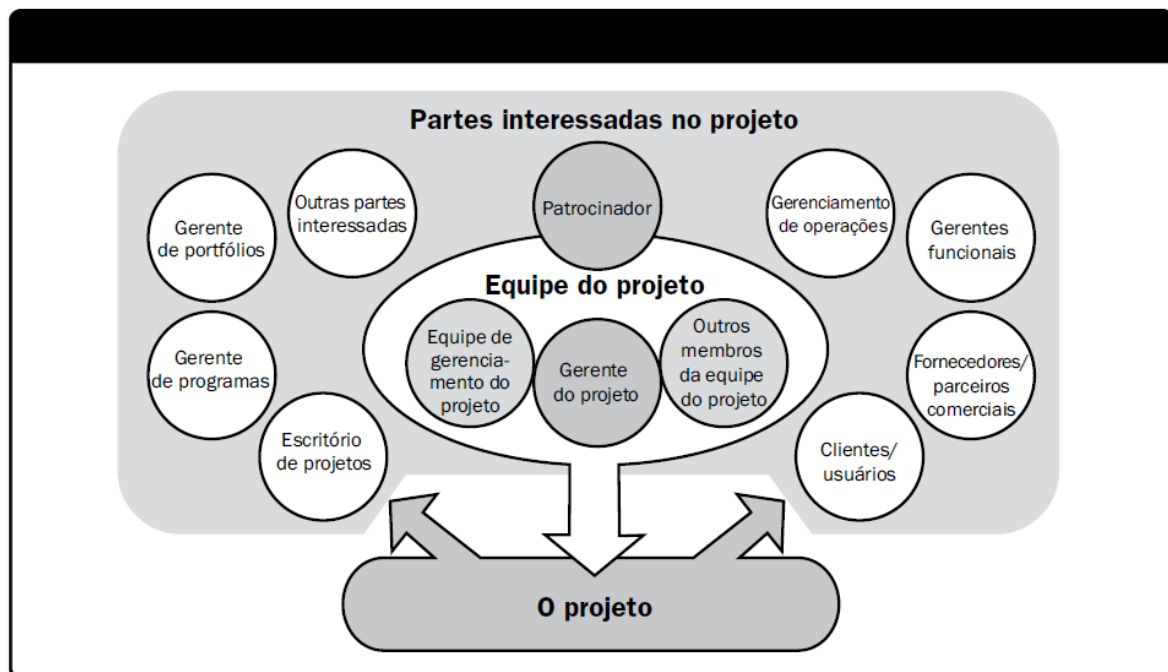 Partes interessadas no projeto
Outras partes
interessadas
Patrocinador
Gerenciamento
de operações
Gerente
de portfólios
Gerentes
funcionais
Equipe do projeto
Equipe de
gerencia-
mento do
projeto
Gerente
do projeto
Outros
membros
da equipe
do projeto
Gerente
de programas
Fornecedores/
parceiros
comerciais
Escritório
de projetos
Clientes/
usuários
O projeto